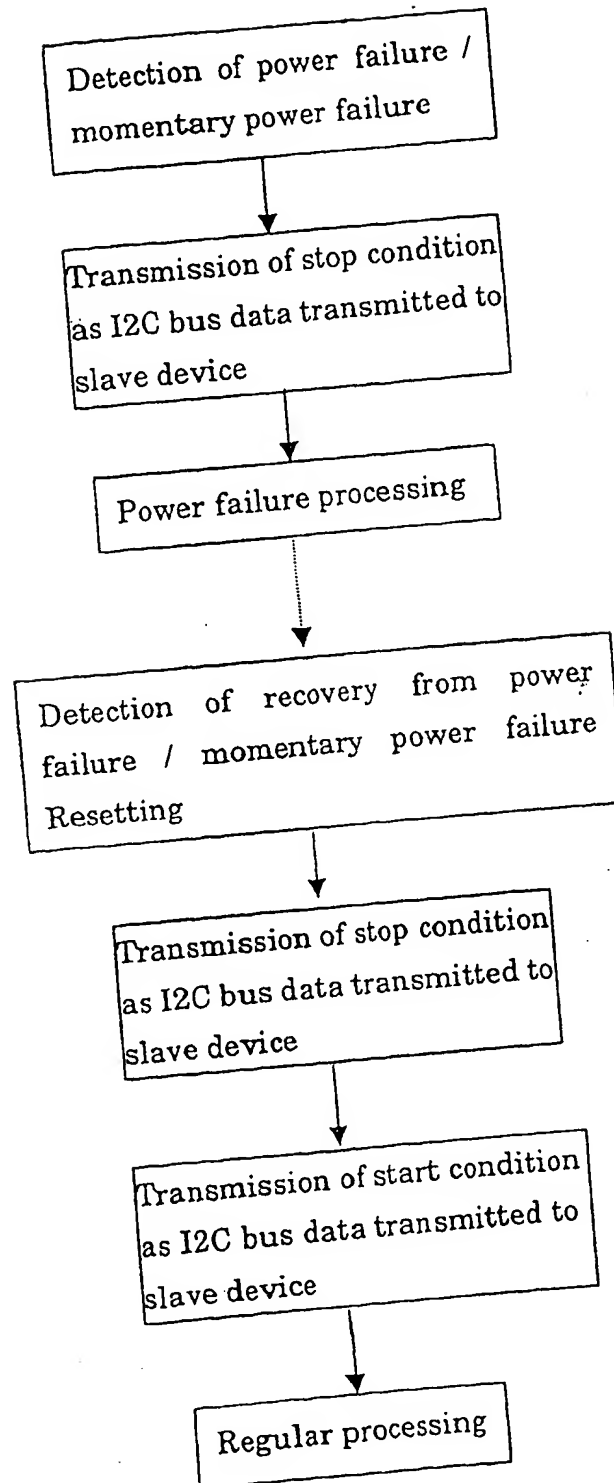 Detection of power failure /
momentary power failure
Transmission of stop condition
as I2C bus data transmitted to
slave device
Power failure processing
Detection of recovery from power
failure / momentary power failure
Resetting
Transmission of stop condition
as I2C bus data transmitted to
slave device
Transmission of start condition
as I2C bus data transmitted to
slave device
Regular processing